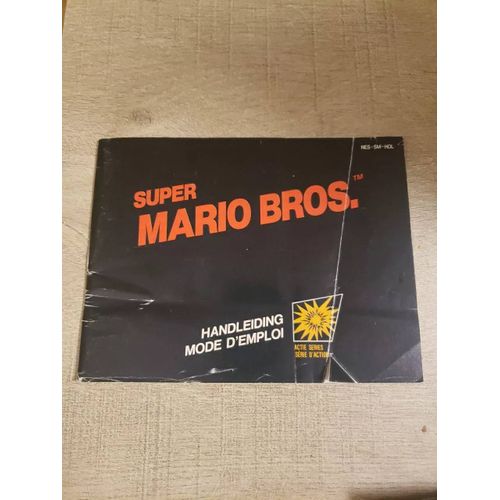 NES-SM-HOL
SUPER
MARIO BROS.™
HANDLEIDING
MODE D'EMPLOI
ACTIE SERIES
SÉRIE D'ACTION